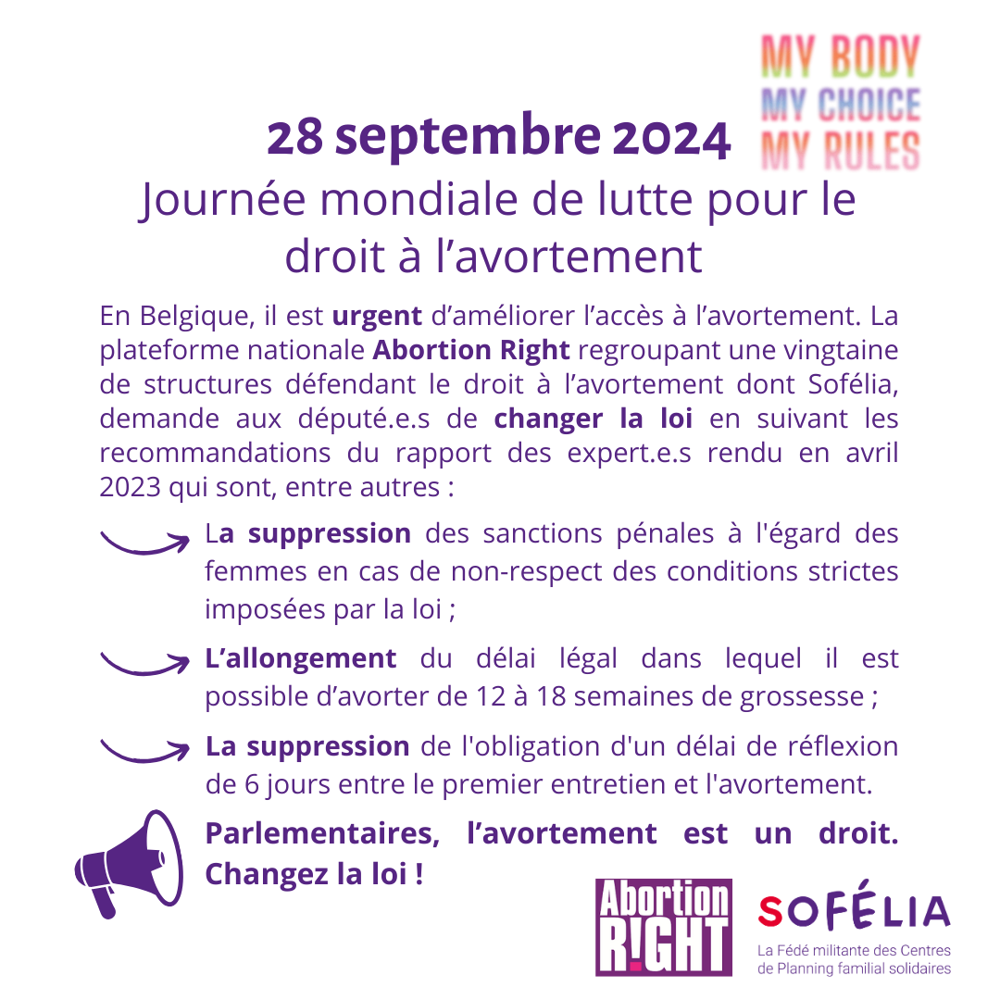 MY BODY
MY CHOICE
MY RULES
28 septembre 2024
Journée mondiale de lutte pour le
droit à l’avortement
En Belgique, il est urgent d’améliorer l’accès à l’avortement. La
plateforme nationale Abortion Right regroupant une vingtaine
de structures défendant le droit à l’avortement dont Sofélia,
demande aux député.e.s de changer la loi en suivant les
recommandations du rapport des expert.e.s rendu en avril
2023 qui sont, entre autres :
La suppression des sanctions pénales à l'égard des
femmes en cas de non-respect des conditions strictes
imposées par la loi ;
L’allongement du délai légal dans lequel il est
possible d’avorter de 12 à 18 semaines de grossesse ;
La suppression de l'obligation d'un délai de réflexion
de 6 jours entre le premier entretien et l'avortement.
Parlementaires, l’avortement est un droit.
Changez la loi !
Abortion
R!GHT
SOFÉLIA
La Fédé militante des Centres
de Planning familial solidaires